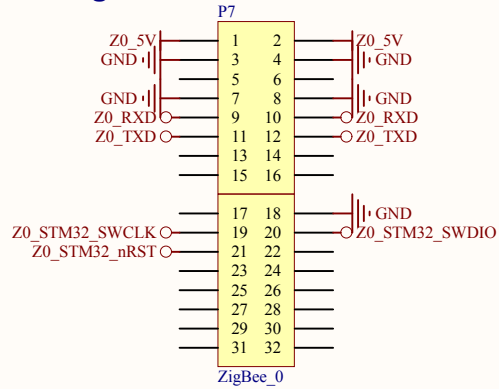 P7
Z0_5V 1 2 Z0_5V
GND 3 4 GND
5 6
GND 7 8 GND
Z0_RXD 9 10 Z0_RXD
Z0_TXD 11 12 Z0_TXD
13 14
15 16
17 18 GND
Z0_STM32_SWCLK 19 20 Z0_STM32_SWDIO
Z0_STM32_nRST 21 22
23 24
25 26
27 28
29 30
31 32
ZigBee_0